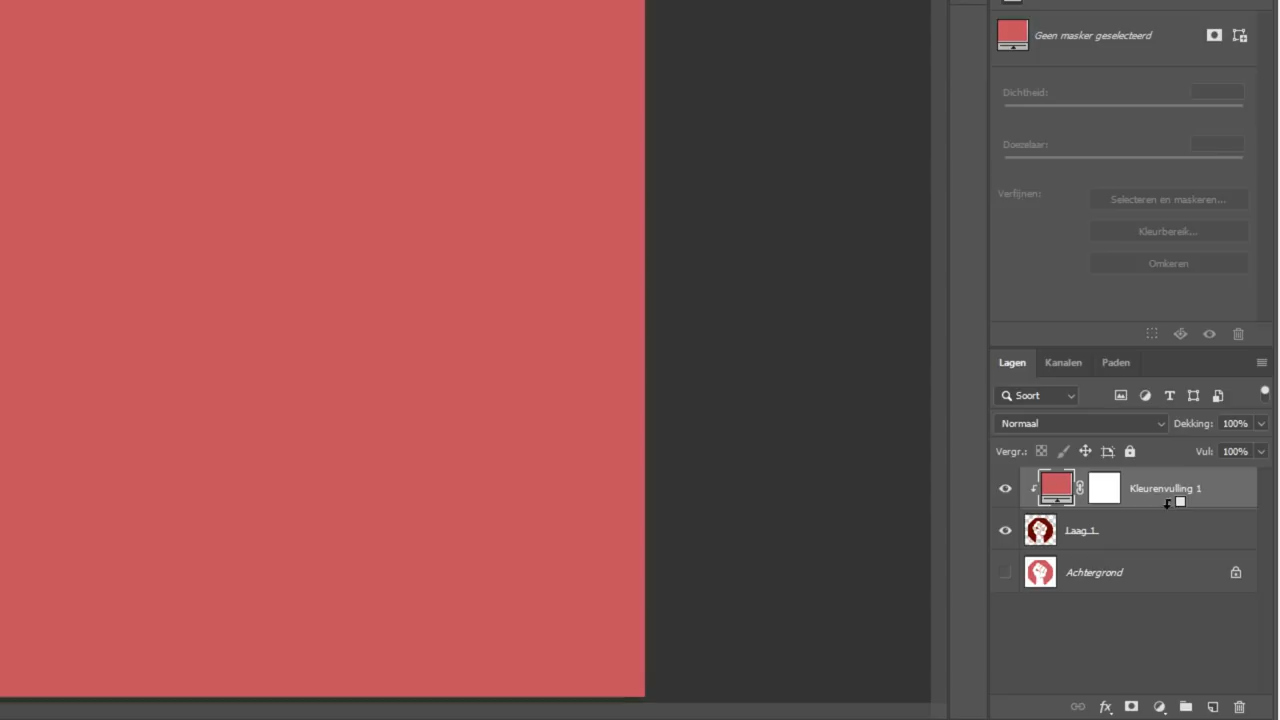 Geen masker geselecteerd
Dichtheid:
Doezelaar:
Verfijnen:
Selecteren en maskeren...
Kleurbereik...
Omkeren
Lagen Kanalen Paden
Soort
Normaal Dekking: 100%
Vergr.: Vul: 100%
Kleurenvulling 1
Laag 1
Achtergrond
fx